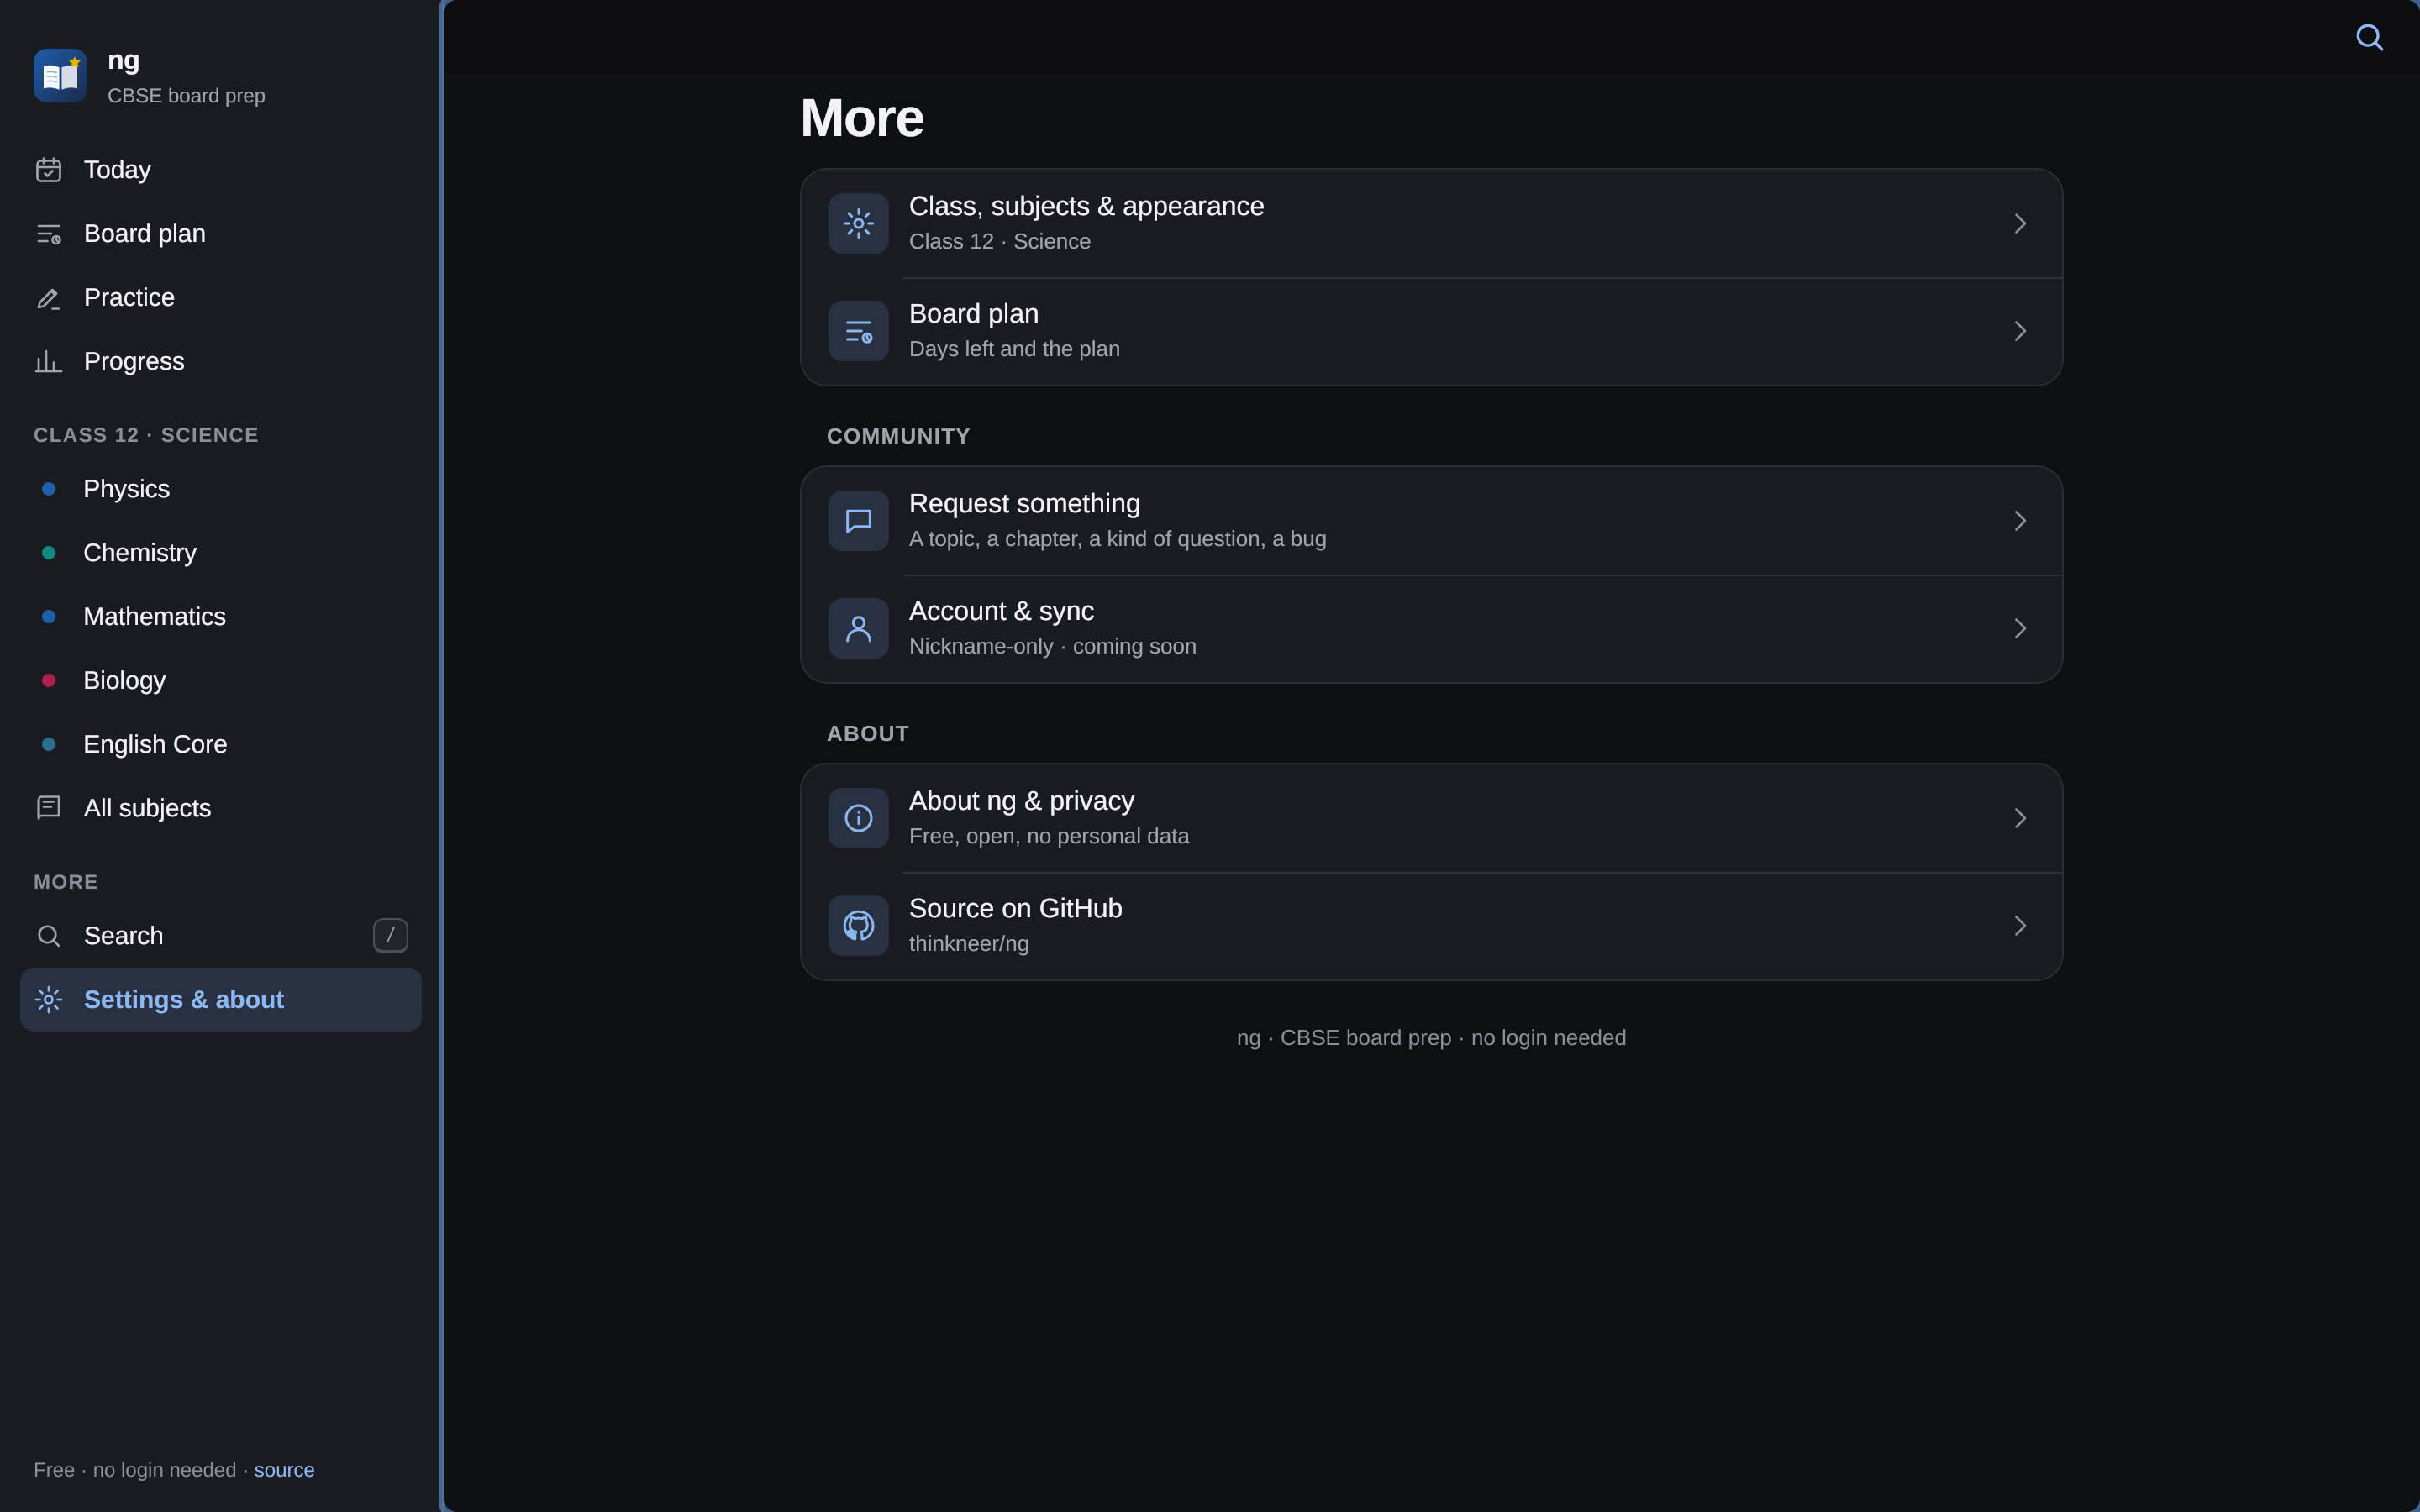 ng
CBSE board prep
Today
Board plan
Practice
Progress
CLASS 12 · SCIENCE
Physics
Chemistry
Mathematics
Biology
English Core
All subjects
MORE
Search
/
Settings & about
Free · no login needed · source
More
Class, subjects & appearance
Class 12 · Science
Board plan
Days left and the plan
COMMUNITY
Request something
A topic, a chapter, a kind of question, a bug
Account & sync
Nickname-only · coming soon
ABOUT
About ng & privacy
Free, open, no personal data
Source on GitHub
thinkneer/ng
ng · CBSE board prep · no login needed